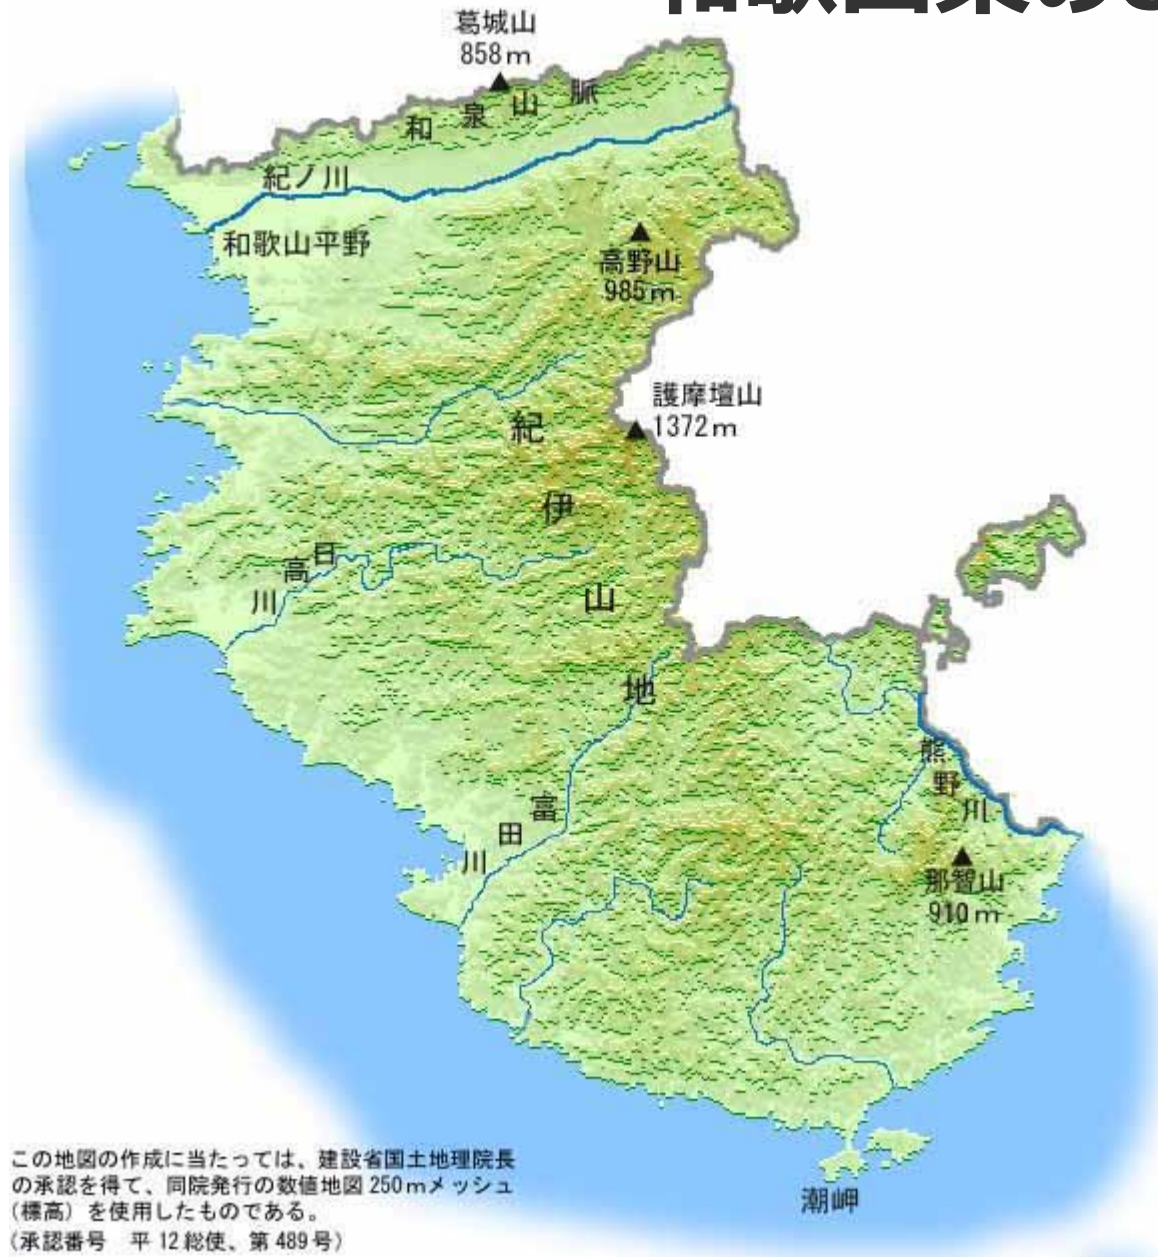 葛城山
858m
和泉山脈
紀ノ川
和歌山平野
高野山
985m
護摩壇山
1372m
紀伊山地
日高川
富田川
熊野川
那智山
910m
潮岬
この地図の作成に当たっては、建設省国土地理院長
の承認を得て、同院発行の数値地図250mメッシュ
(標高)を使用したものである。
(承認番号 平12総使、第489号)